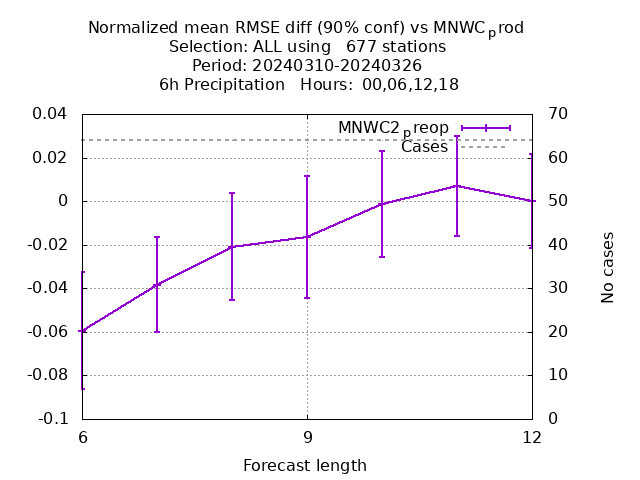 Normalized mean RMSE diff (90% conf) vs MNWCprod
Selection: ALL using 677 stations
Period: 20240310-20240326
6h Precipitation Hours: 00,06,12,18
0.04
0.02
0
-0.02
-0.04
-0.06
-0.08
-0.1
70
60
50
40
30
20
10
0
MNWC2preop
Cases
No cases
6
9
12
Forecast length